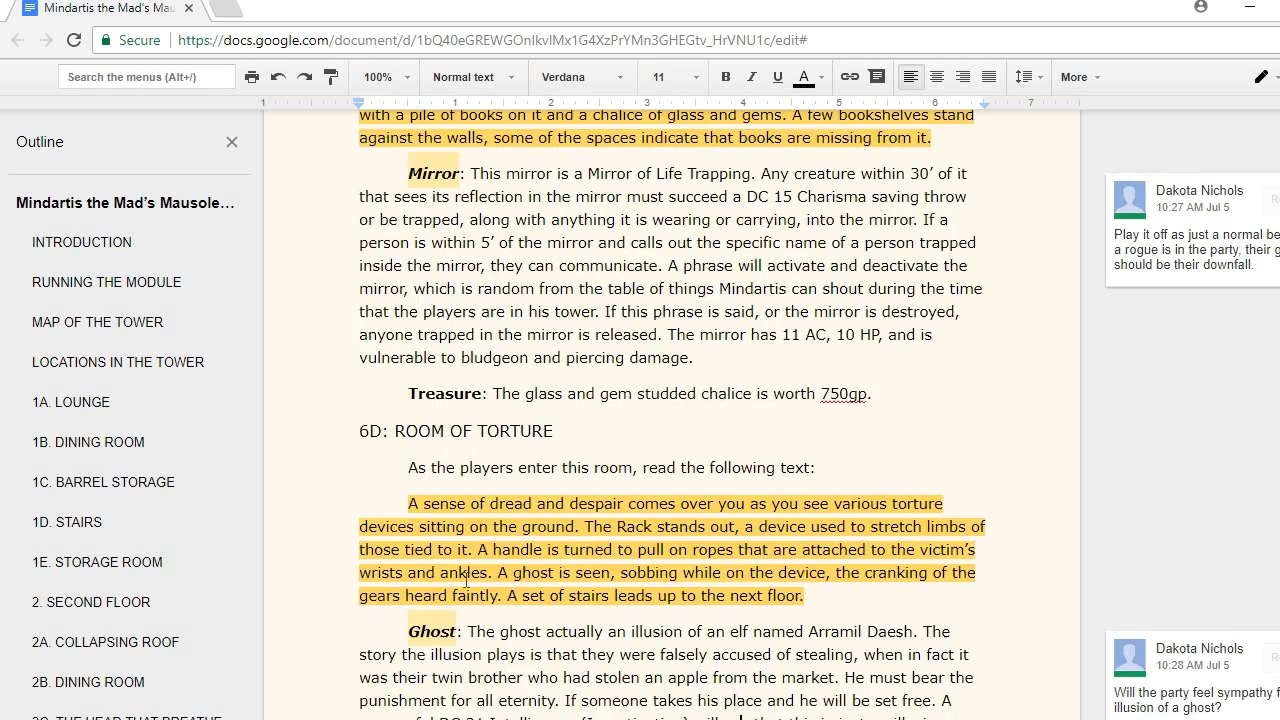 Mindartis the Mad's Maus
Secure
https://docs.google.com/document/d/1bQ40eGREWGOnIkvIMx1G4XzPrYMn3GHEGtv_HrVNU1c/edit#
Search the menus (Alt+/)
100%
Normal text
Verdana
11
B I U A
More
1 1 2 3 4 5 6 7
Outline
Mindartis the Mad's Mausole...
INTRODUCTION
RUNNING THE MODULE
MAP OF THE TOWER
LOCATIONS IN THE TOWER
1A. LOUNGE
1B. DINING ROOM
1C. BARREL STORAGE
1D. STAIRS
1E. STORAGE ROOM
2. SECOND FLOOR
2A. COLLAPSING ROOF
2B. DINING ROOM
2C. THE HEAD THAT BREATHE
with a pile of books on it and a chalice of glass and gems. A few bookshelves stand
against the walls, some of the spaces indicate that books are missing from it.
Mirror: This mirror is a Mirror of Life Trapping. Any creature within 30' of it
that sees its reflection in the mirror must succeed a DC 15 Charisma saving throw
or be trapped, along with anything it is wearing or carrying, into the mirror. If a
person is within 5' of the mirror and calls out the specific name of a person trapped
inside the mirror, they can communicate. A phrase will activate and deactivate the
mirror, which is random from the table of things Mindartis can shout during the time
that the players are in his tower. If this phrase is said, or the mirror is destroyed,
anyone trapped in the mirror is released. The mirror has 11 AC, 10 HP, and is
vulnerable to bludgeon and piercing damage.
Treasure: The glass and gem studded chalice is worth 750gp.
6D: ROOM OF TORTURE
As the players enter this room, read the following text:
A sense of dread and despair comes over you as you see various torture
devices sitting on the ground. The Rack stands out, a device used to stretch limbs of
those tied to it. A handle is turned to pull on ropes that are attached to the victim's
wrists and ankles. A ghost is seen, sobbing while on the device, the cranking of the
gears heard faintly. A set of stairs leads up to the next floor.
Ghost: The ghost actually an illusion of an elf named Arramil Daesh. The
story the illusion plays is that they were falsely accused of stealing, when in fact it
was their twin brother who had stolen an apple from the market. He must bear the
punishment for all eternity. If someone takes his place and he will be set free. A
Dakota Nichols
10:27 AM Jul 5
Play it off as just a normal be
a rogue is in the party, their g
should be their downfall.
Dakota Nichols
10:28 AM Jul 5
Will the party feel sympathy f
illusion of a ghost?